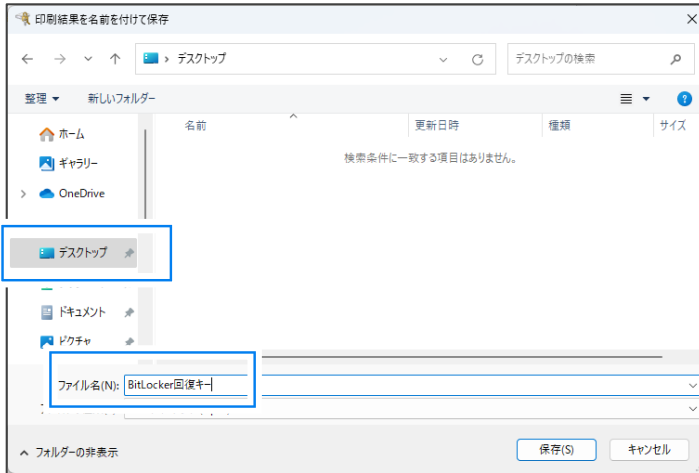 印刷結果を名前を付けて保存
デスクトップ
デスクトップの検索
整理 新しいフォルダー
名前 更新日時 種類 サイズ
検索条件に一致する項目はありません。
ホーム
ギャラリー
OneDrive
デスクトップ
ドキュメント
ピクチャ
ファイル名(N): BitLocker回復キー
フォルダーの非表示
保存(S) キャンセル